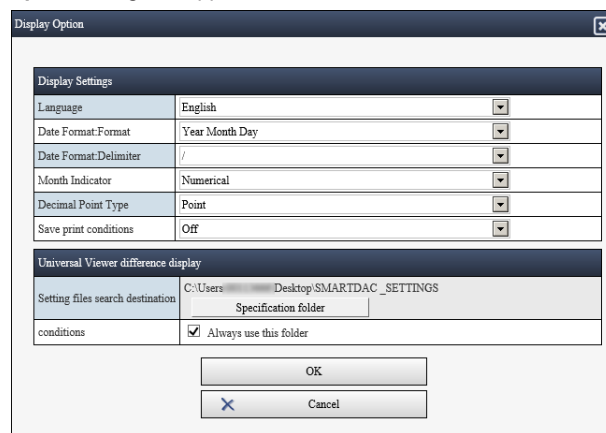 Display Option
Display Settings
Language English
Date Format:Format Year Month Day
Date Format:Delimiter /
Month Indicator Numerical
Decimal Point Type Point
Save print conditions Off
Universal Viewer difference display
Setting files search destination C:\Users Desktop\SMARTDAC _SETTINGS
Specification folder
conditions Always use this folder
OK
Cancel